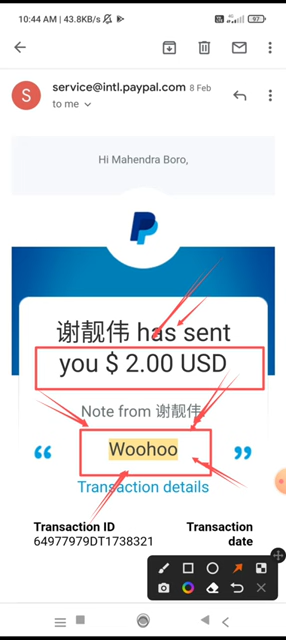 10:44 AM | 43.8KB/s
4G
97
S
service@intl.paypal.com 8 Feb
to me
Hi Mahendra Boro,
谢靓伟 has sent
you $ 2.00 USD
Note from 谢靓伟
“ Woohoo ”
Transaction details
Transaction ID
64977979DT1738321
Transaction
date